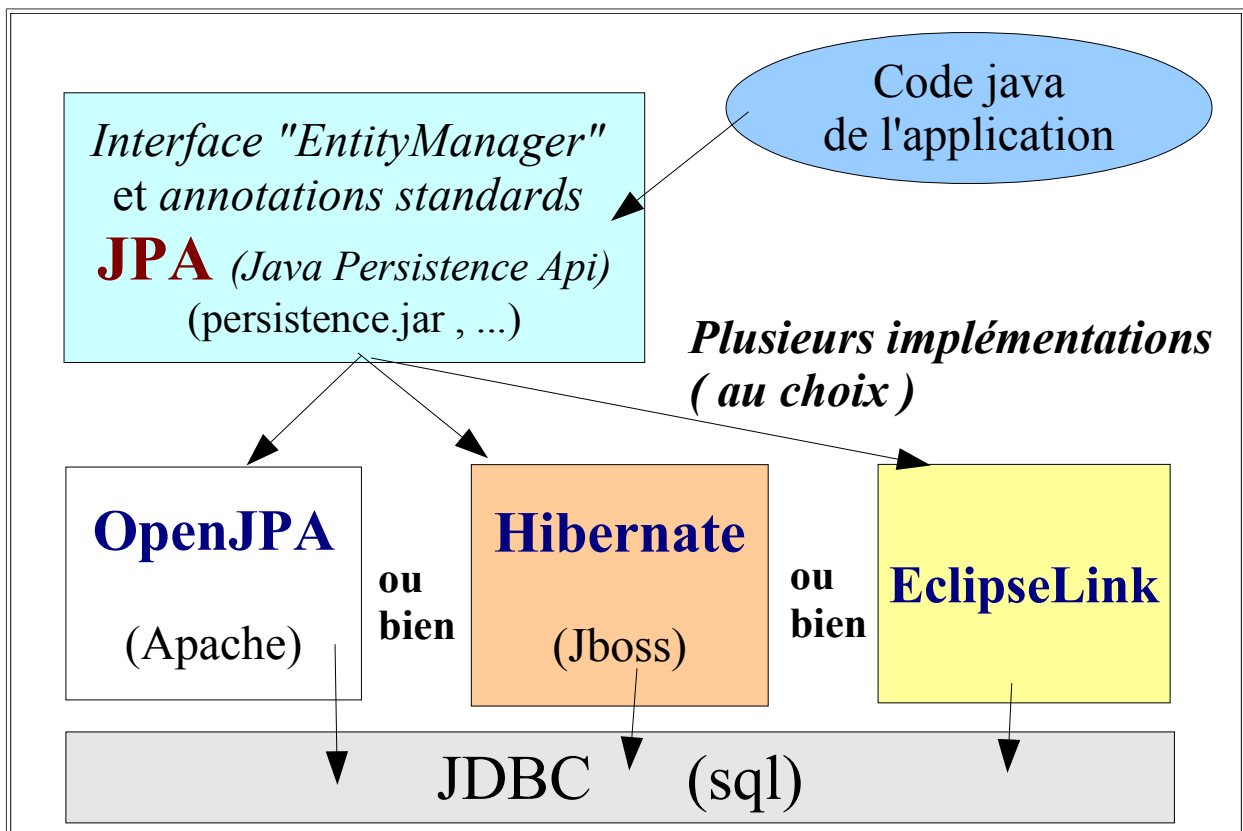 Code java
de l'application
Interface "EntityManager"
et annotations standards
JPA (Java Persistence Api)
(persistence.jar , ...)
Plusieurs implémentations
( au choix )
OpenJPA
(Apache)
ou
bien
Hibernate
(Jboss)
ou
bien
EclipseLink
JDBC (sql)